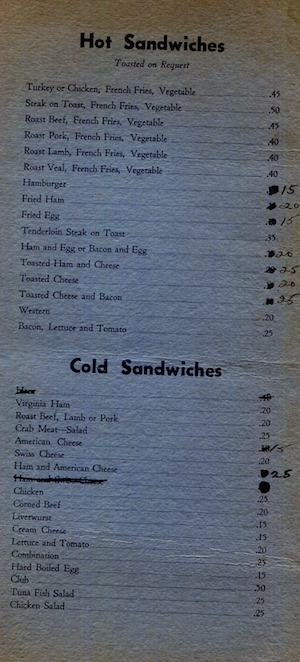 Hot Sandwiches
Toasted on Request
Turkey or Chicken, French Fries, Vegetable .45
Steak on Toast, French Fries, Vegetable .50
Roast Beef, French Fries, Vegetable .45
Roast Pork, French Fries, Vegetable .40
Roast Lamb, French Fries, Vegetable .40
Roast Veal, French Fries, Vegetable .40
Hamburger 15
Fried Ham 20
Fried Egg 15
Tenderloin Steak on Toast .35
Ham and Egg or Bacon and Egg 20
Toasted Ham and Cheese 25
Toasted Cheese 20
Toasted Cheese and Bacon 25
Western .20
Bacon, Lettuce and Tomato .25
Cold Sandwiches
Virginia Ham .20
Roast Beef, Lamb or Pork .20
Crab Meat—Salad .25
American Cheese 15
Swiss Cheese .20
Ham and American Cheese 25
Ham and Swiss Cheese
Chicken .25
Corned Beef .20
Liverwurst .15
Cream Cheese .15
Lettuce and Tomato .20
Combination .25
Hard Boiled Egg .15
Club .50
Tuna Fish Salad .25
Chicken Salad .25